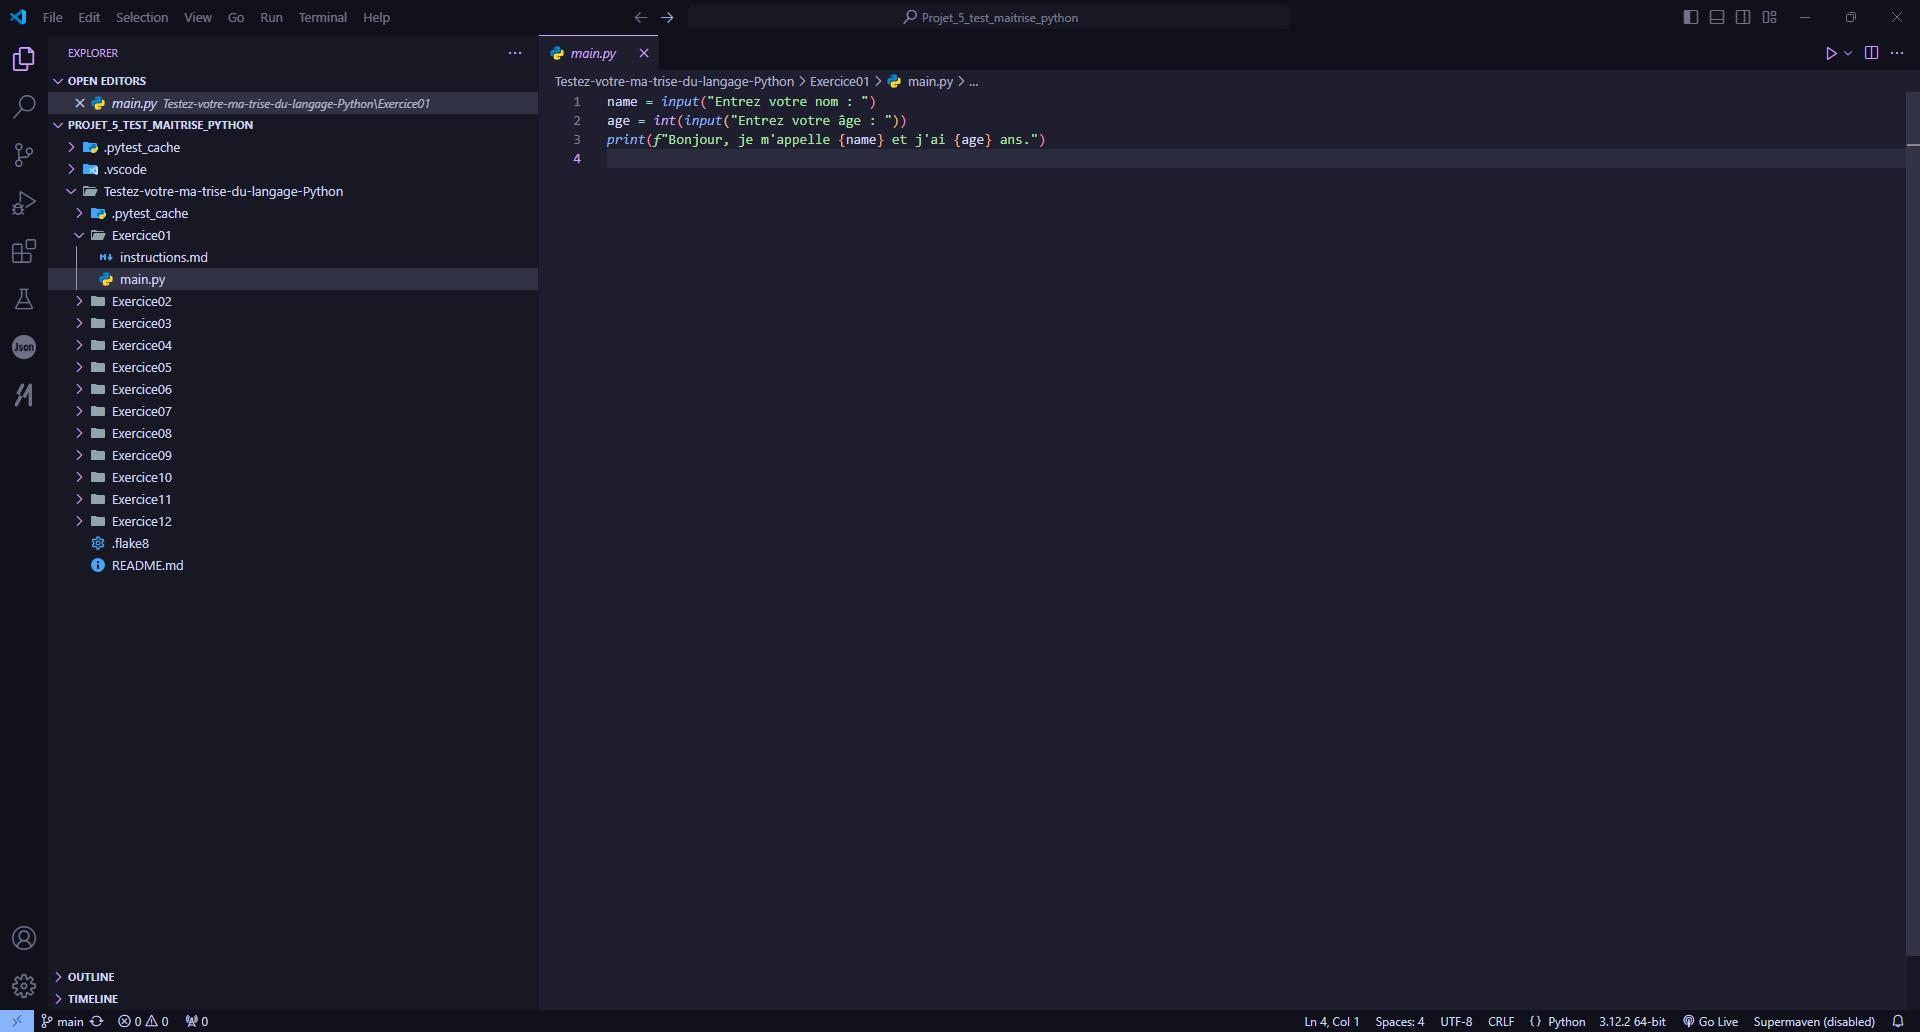 File Edit Selection View Go Run Terminal Help
Projet_5_test_maitrise_python
EXPLORER
OPEN EDITORS
main.py Testez-votre-ma-trise-du-langage-Python\Exercice01
PROJET_5_TEST_MAITRISE_PYTHON
.pytest_cache
.vscode
Testez-votre-ma-trise-du-langage-Python
.pytest_cache
Exercice01
instructions.md
main.py
Exercice02
Exercice03
Exercice04
Exercice05
Exercice06
Exercice07
Exercice08
Exercice09
Exercice10
Exercice11
Exercice12
.flake8
README.md
Json
OUTLINE
TIMELINE
main.py
Testez-votre-ma-trise-du-langage-Python > Exercice01 > main.py > ...
1 name = input("Entrez votre nom : ")
2 age = int(input("Entrez votre âge : "))
3 print(f"Bonjour, je m'appelle {name} et j'ai {age} ans.")
4
main 0 0 0
Ln 4, Col 1 Spaces: 4 UTF-8 CRLF {} Python 3.12.2 64-bit Go Live Supermaven (disabled)